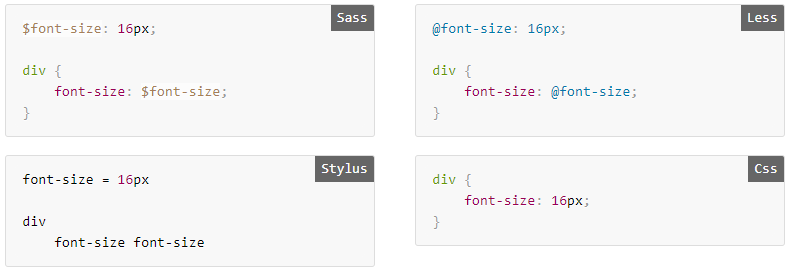 Sass
$font-size: 16px;

div {
    font-size: $font-size;
}
Less
@font-size: 16px;

div {
    font-size: @font-size;
}
Stylus
font-size = 16px

div
    font-size font-size
Css
div {
    font-size: 16px;
}